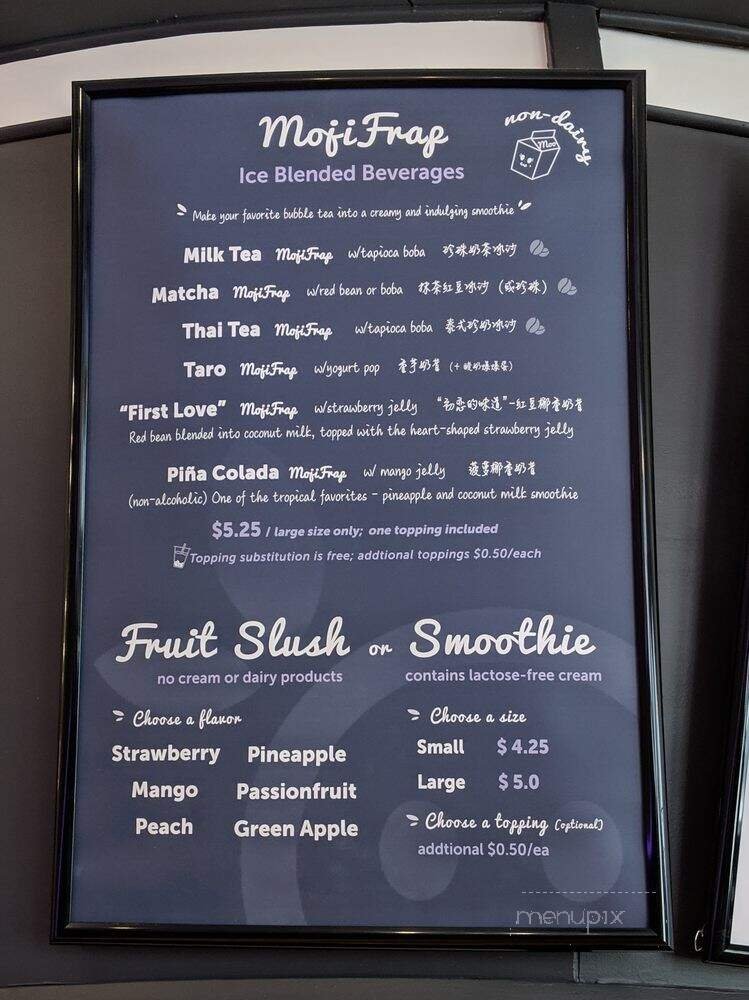 MojiFrap
non-dairy
Moo
Ice Blended Beverages
Make your favorite bubble tea into a creamy and indulging smoothie
Milk Tea MojiFrap w/tapioca boba 珍珠奶茶冰沙
Matcha MojiFrap w/red bean or boba 抹茶紅豆冰沙 (或珍珠)
Thai Tea MojiFrap w/tapioca boba 泰式珍奶冰沙
Taro MojiFrap w/yogurt pop 香芋奶昔 (+ 酸奶爆爆蛋)
"First Love" MojiFrap w/strawberry jelly "初恋的味道"-紅豆椰香奶昔
Red bean blended into coconut milk, topped with the heart-shaped strawberry jelly
Piña Colada MojiFrap w/ mango jelly 菠萝椰香奶昔
(non-alcoholic) One of the tropical favorites - pineapple and coconut milk smoothie
$5.25 / large size only; one topping included
Topping substitution is free; addtional toppings $0.50/each
Fruit Slush or Smoothie
no cream or dairy products contains lactose-free cream
Choose a flavor
Strawberry Pineapple
Mango Passionfruit
Peach Green Apple
Choose a size
Small $ 4.25
Large $ 5.0
Choose a topping (optional)
addtional $0.50/ea
menupix